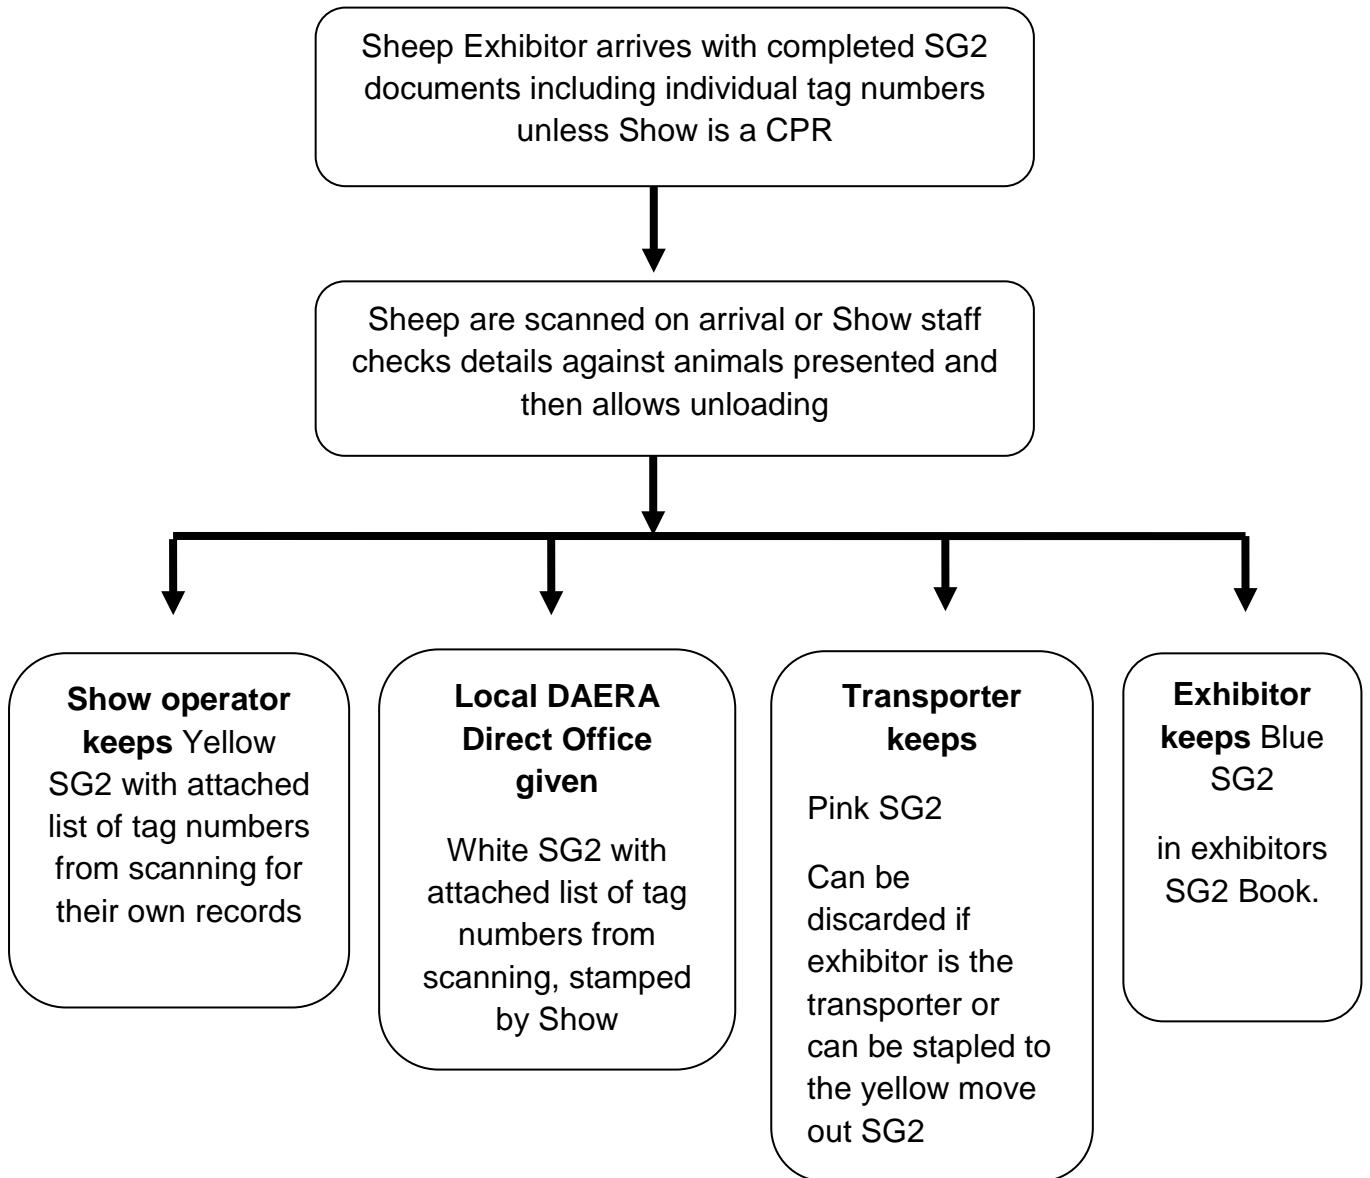 Sheep Exhibitor arrives with completed SG2
documents including individual tag numbers
unless Show is a CPR
Sheep are scanned on arrival or Show staff
checks details against animals presented and
then allows unloading
Show operator
keeps Yellow
SG2 with attached
list of tag numbers
from scanning for
their own records
Local DAERA
Direct Office
given
White SG2 with
attached list of tag
numbers from
scanning, stamped
by Show
Transporter
keeps
Pink SG2
Can be
discarded if
exhibitor is the
transporter or
can be stapled to
the yellow move
out SG2
Exhibitor
keeps Blue
SG2
in exhibitors
SG2 Book.